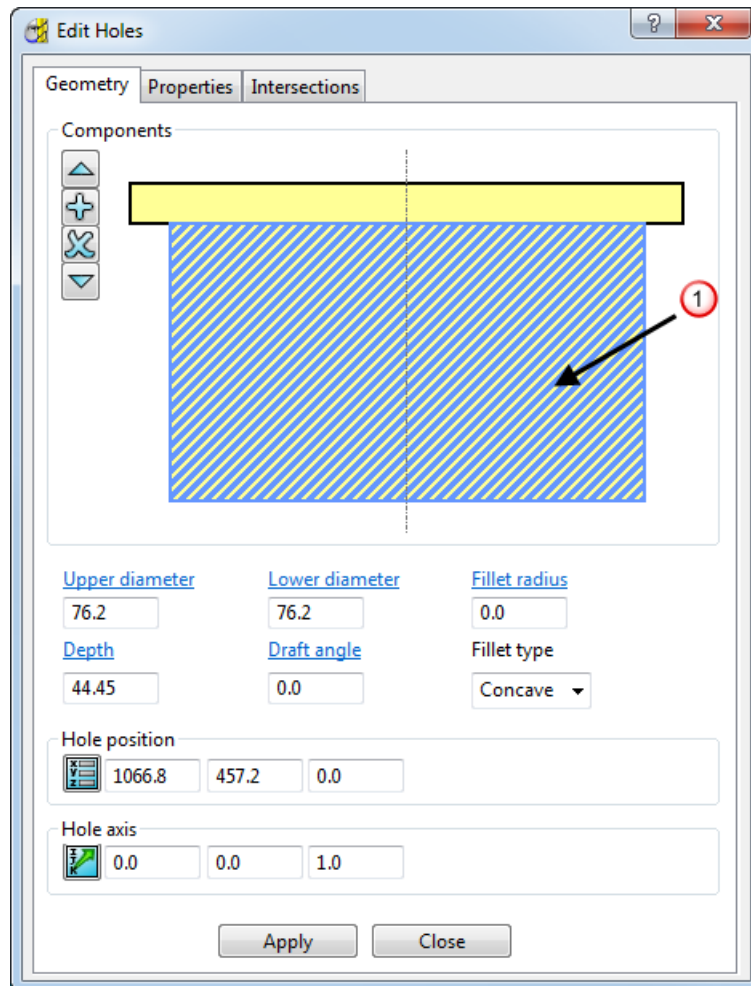 Edit Holes
? X
Geometry Properties Intersections
Components
1
Upper diameter Lower diameter Fillet radius
76.2 76.2 0.0
Depth Draft angle Fillet type
44.45 0.0 Concave
Hole position
X Y Z 1066.8 457.2 0.0
Hole axis
I J K 0.0 0.0 1.0
Apply Close